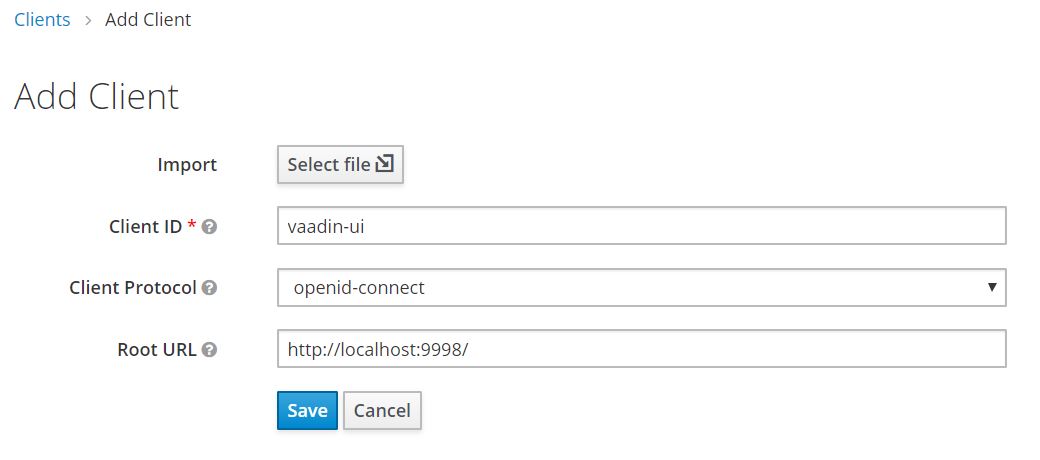 Clients > Add Client
Add Client
Import Select file
Client ID * vaadin-ui
Client Protocol openid-connect
Root URL http://localhost:9998/
Save Cancel